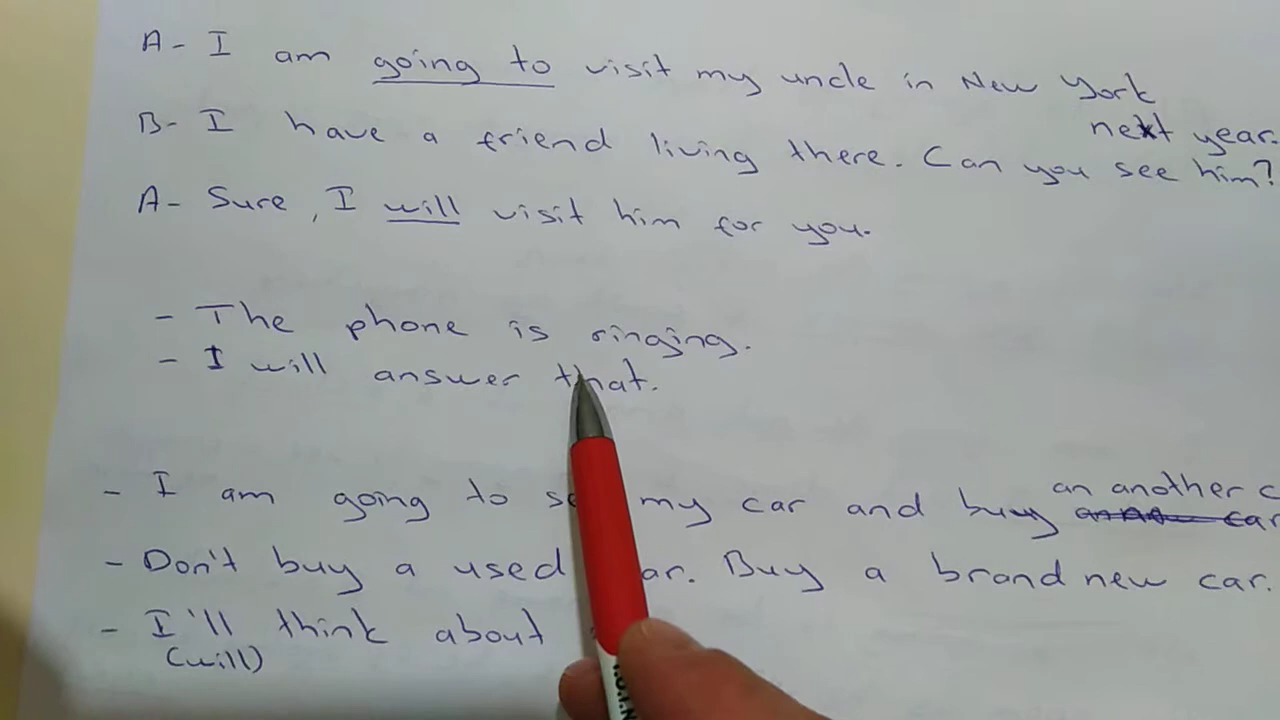 A- I am going to visit my uncle in New York
next year.
B- I have a friend living there. Can you see him?
A- Sure, I will visit him for you.
- The phone is ringing.
- I will answer that.
an another
- I am going to my car and buy
- Don't buy a used Buy a brand new car.
- I'll think about
(will)